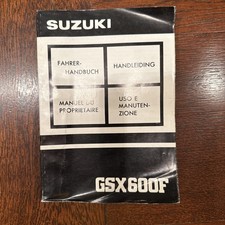 SUZUKI
FAHRER-
HANDBUCH
HANDLEIDING
MANUEL DU
PROPRIETAIRE
USO E
MANUTEN-
ZIONE
GSX600F